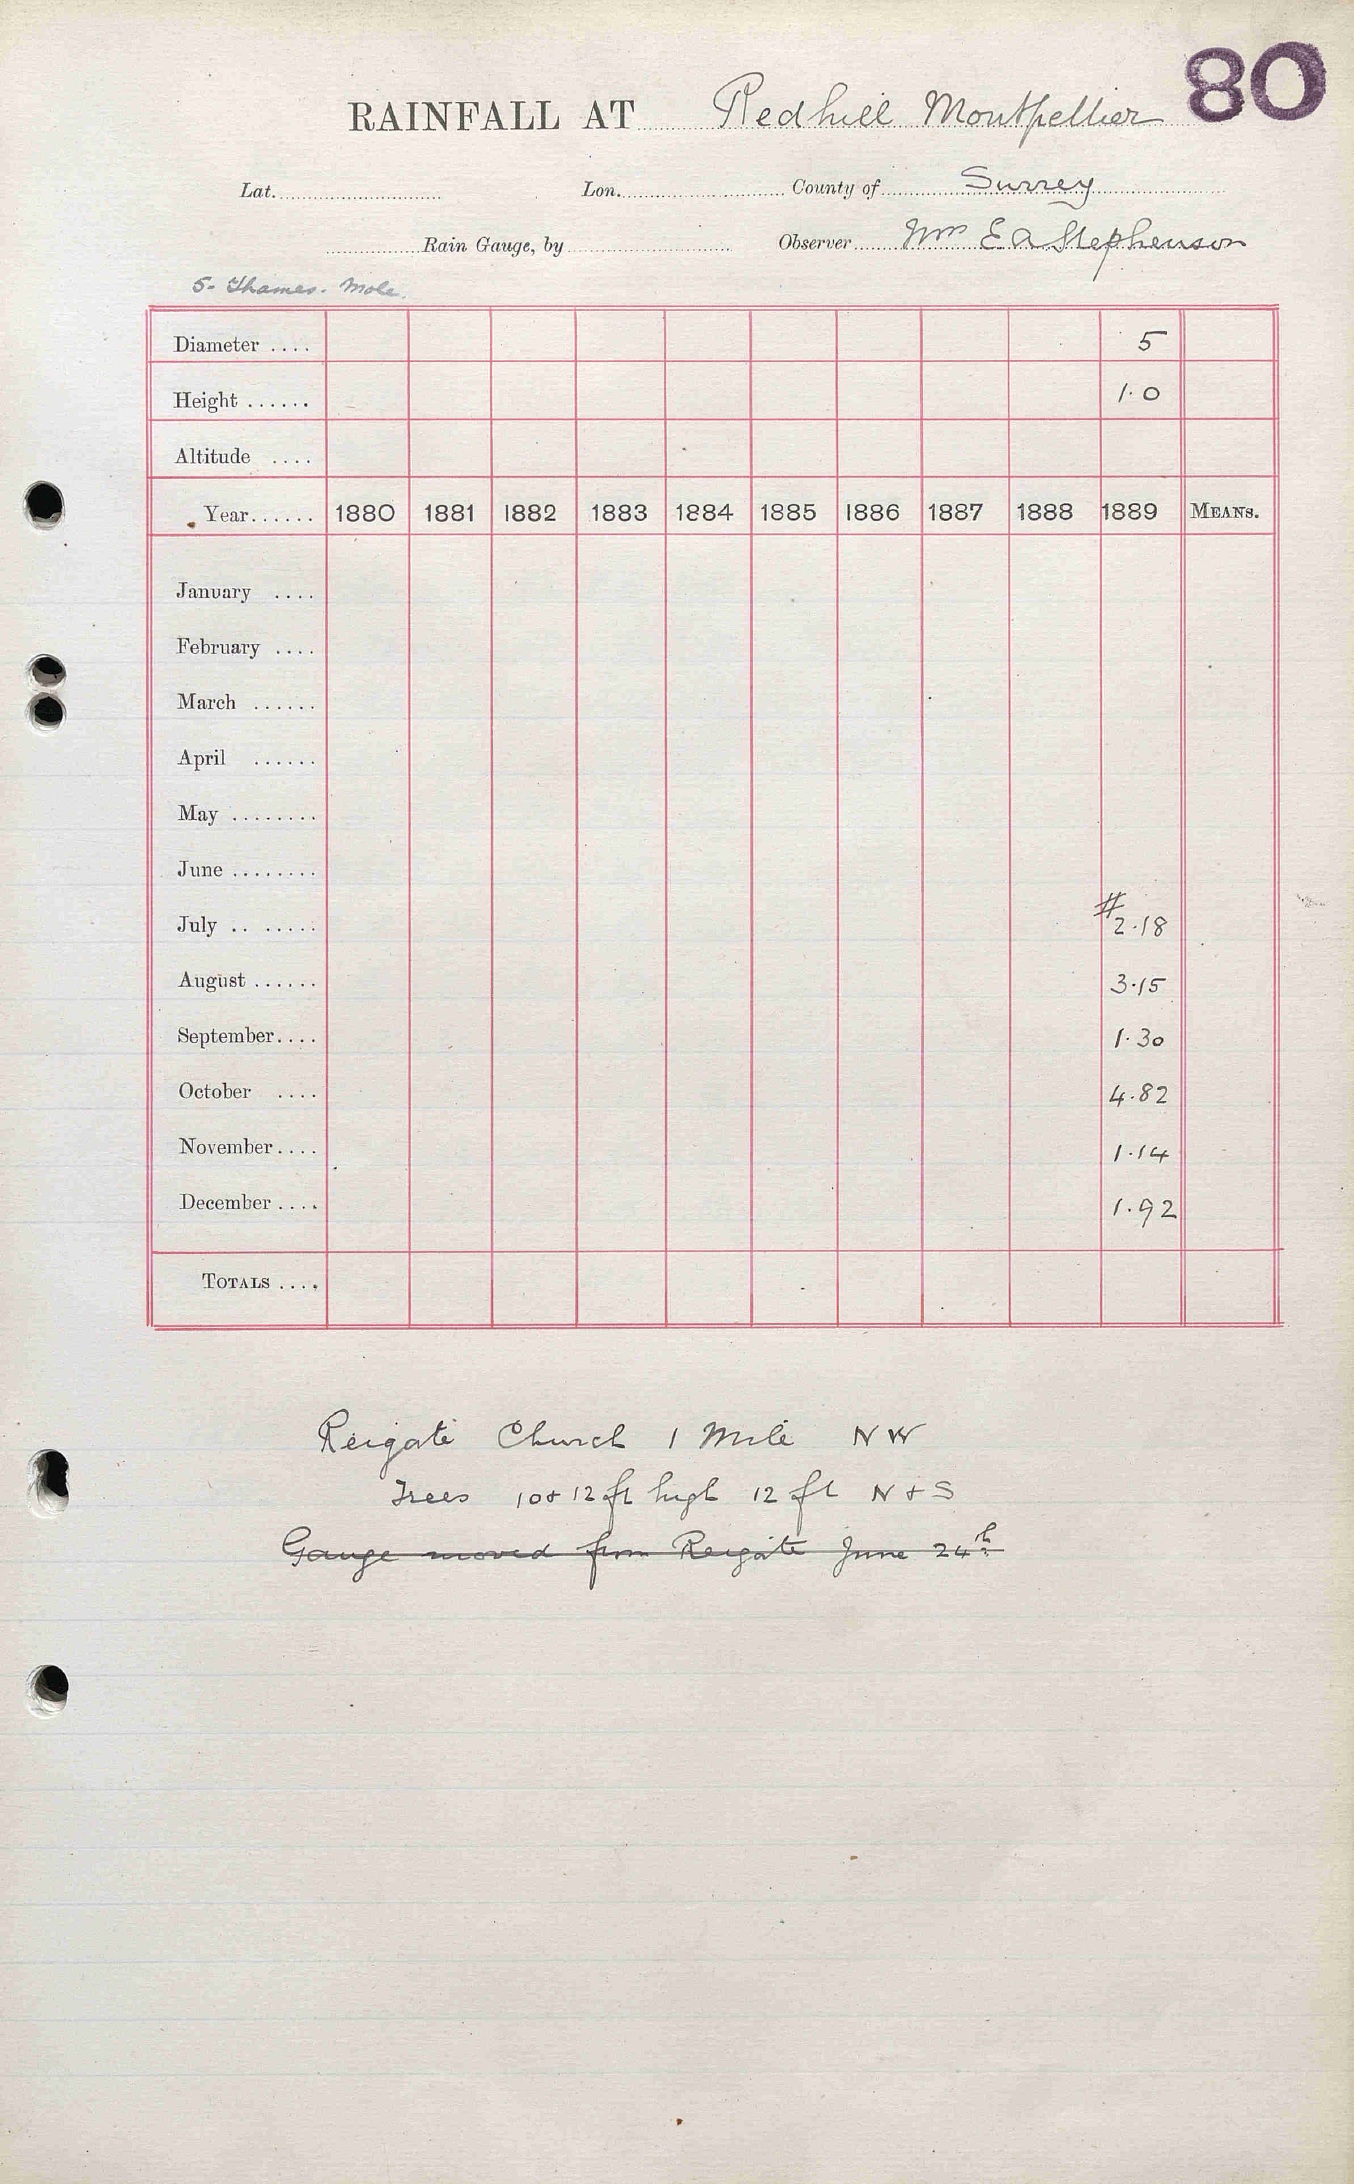 80
RAINFALL AT Redhill Montpellier
Lat. Lon. County of Surrey
Rain Gauge, by Observer Mrs E A Stephenson
5- Thames. Mole.
Diameter .... 5
Height ...... 1.0
Altitude ....
Year...... 1880 1881 1882 1883 1884 1885 1886 1887 1888 1889 MEANS.
January ....
February ....
March ......
April ......
May ........
June ........
July .. ..... # 2.18
August ...... 3.15
September.... 1.30
October .... 4.82
November.... 1.14
December .... 1.92
TOTALS ....
Reigate Church 1 Mile NW
Trees 10 & 12 ft high 12 ft N & S
Gauge moved from Reigate June 24th